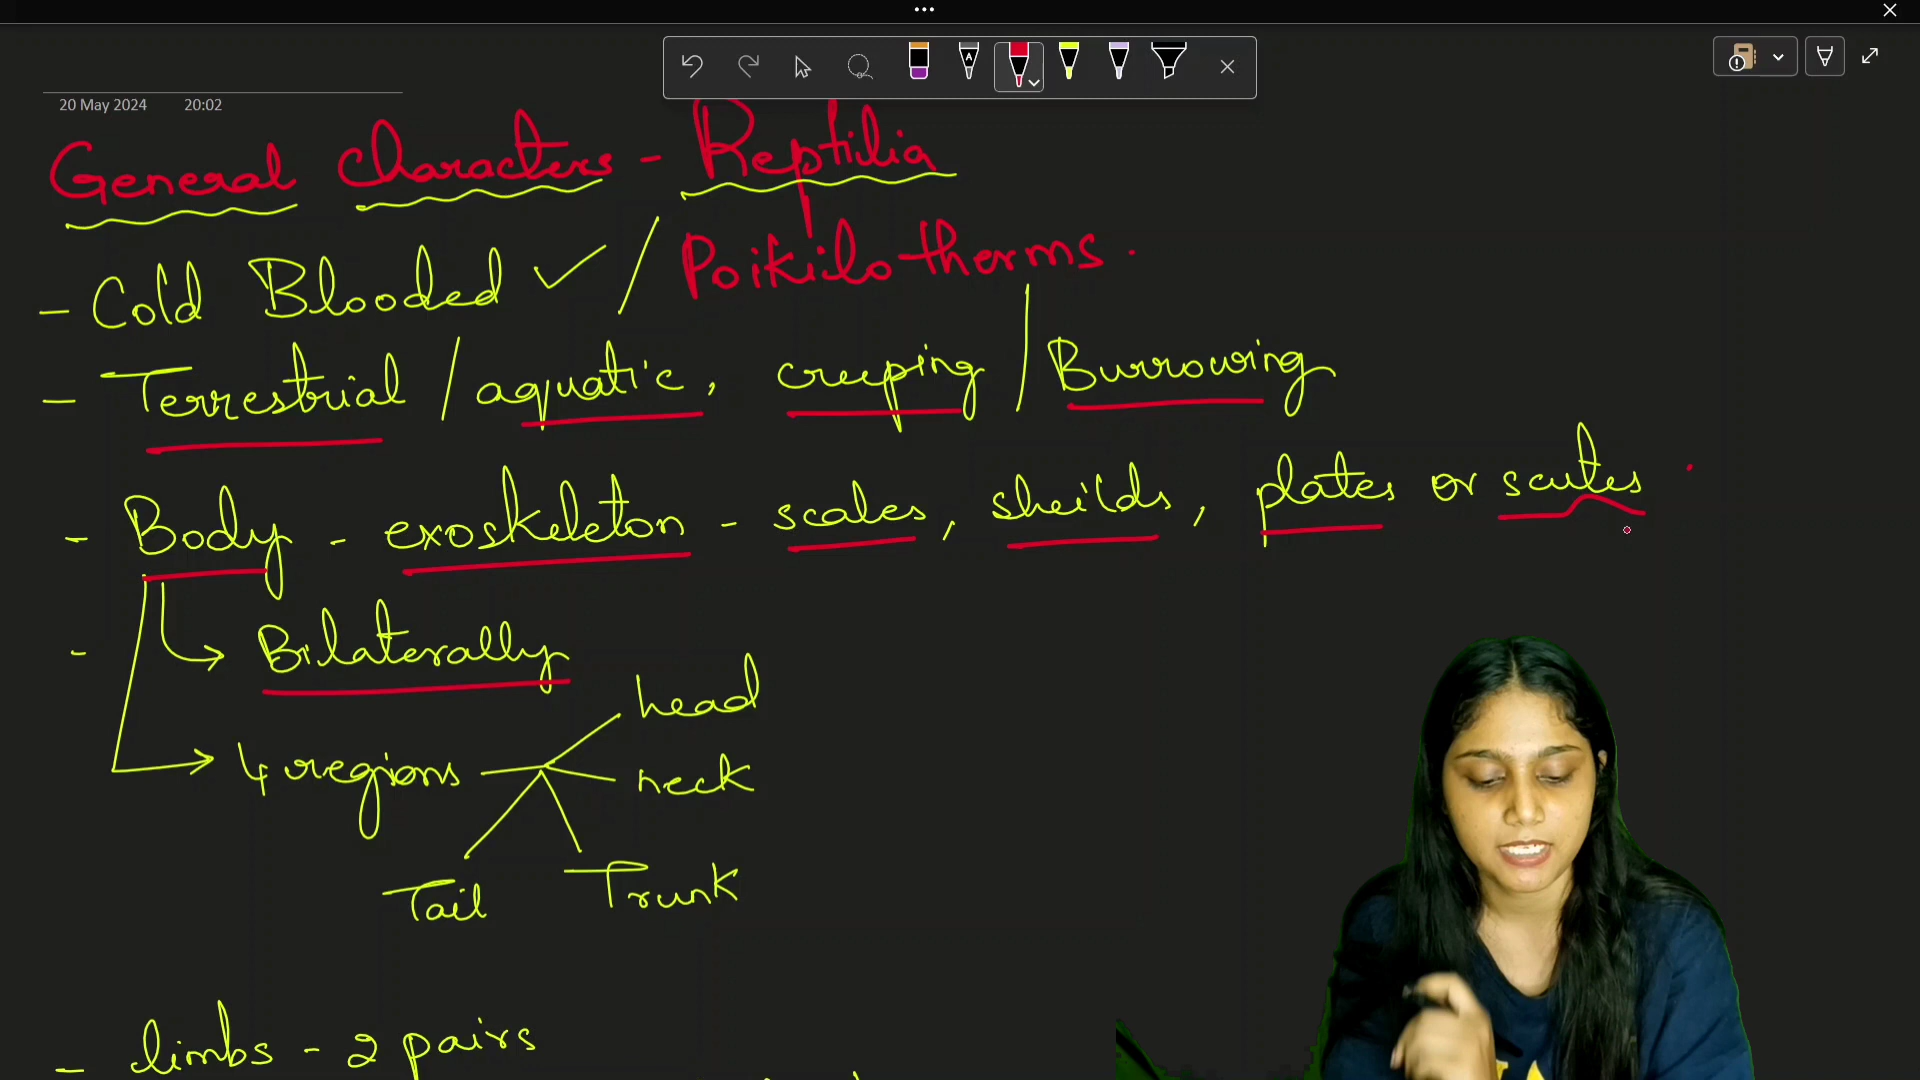 20 May 2024 20:02
General characters - Reptilia
- Cold Blooded ✓ / Poikilotherms.
- Terrestrial / aquatic, creeping / Burrowing
- Body - exoskeleton - scales, sheilds, plates or scutes.
- → Bilaterally
→ 4 regions
head
neck
Tail Trunk
- limbs - 2 pairs